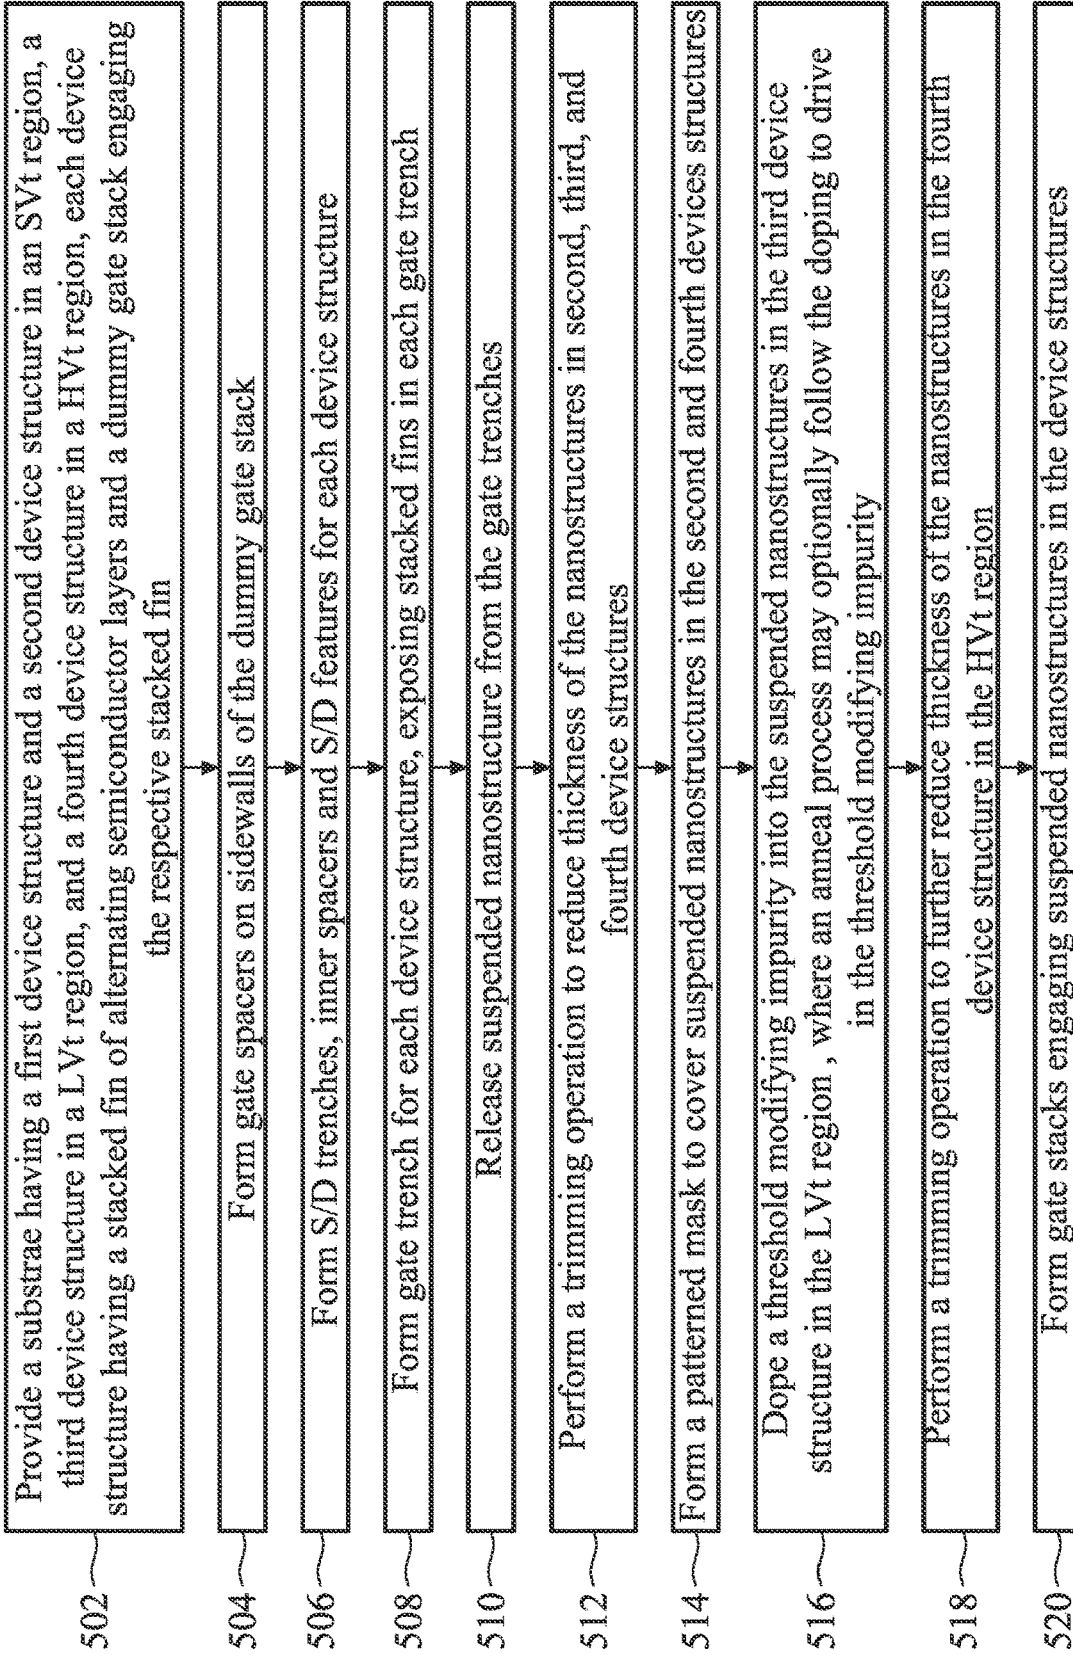 502
Provide a substrae having a first device structure and a second device structure in an SVt region, a
third device structure in a LVt region, and a fourth device structure in a HVt region, each device
structure having a stacked fin of alternating semiconductor layers and a dummy gate stack engaging
the respective stacked fin
504
Form gate spacers on sidewalls of the dummy gate stack
506
Form S/D trenches, inner spacers and S/D features for each device structure
508
Form gate trench for each device structure, exposing stacked fins in each gate trench
510
Release suspended nanostructure from the gate trenches
512
Perform a trimming operation to reduce thickness of the nanostructures in second, third, and
fourth device structures
514
Form a patterned mask to cover suspended nanostructures in the second and fourth devices structures
516
Dope a threshold modifying impurity into the suspended nanostructures in the third device
structure in the LVt region , where an anneal process may optionally follow the doping to drive
in the threshold modifying impurity
518
Perform a trimming operation to further reduce thickness of the nanostructures in the fourth
device structure in the HVt region
520
Form gate stacks engaging suspended nanostructures in the device structures